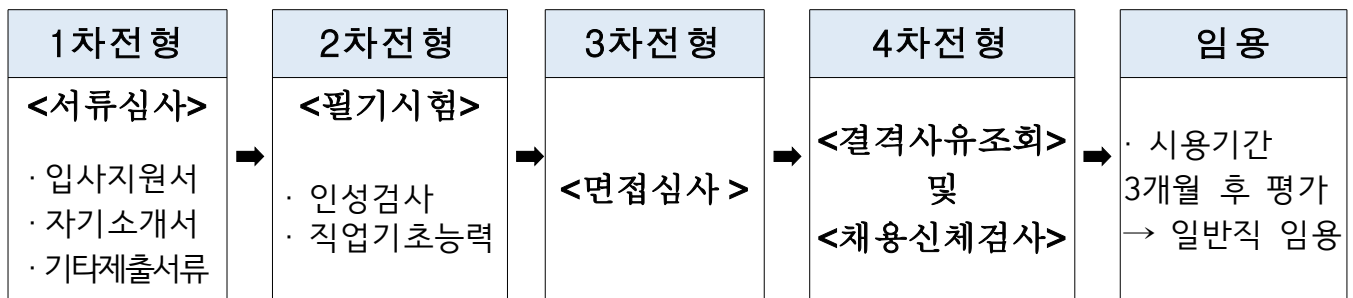 1차전형
<서류심사>
· 입사지원서
· 자기소개서
· 기타제출서류
➡
2차전형
<필기시험>
· 인성검사
· 직업기초능력
➡
3차전형
<면접심사 >
➡
4차전형
<결격사유조회>
및
<채용신체검사>
➡
임용
· 시용기간
3개월 후 평가
→ 일반직 임용